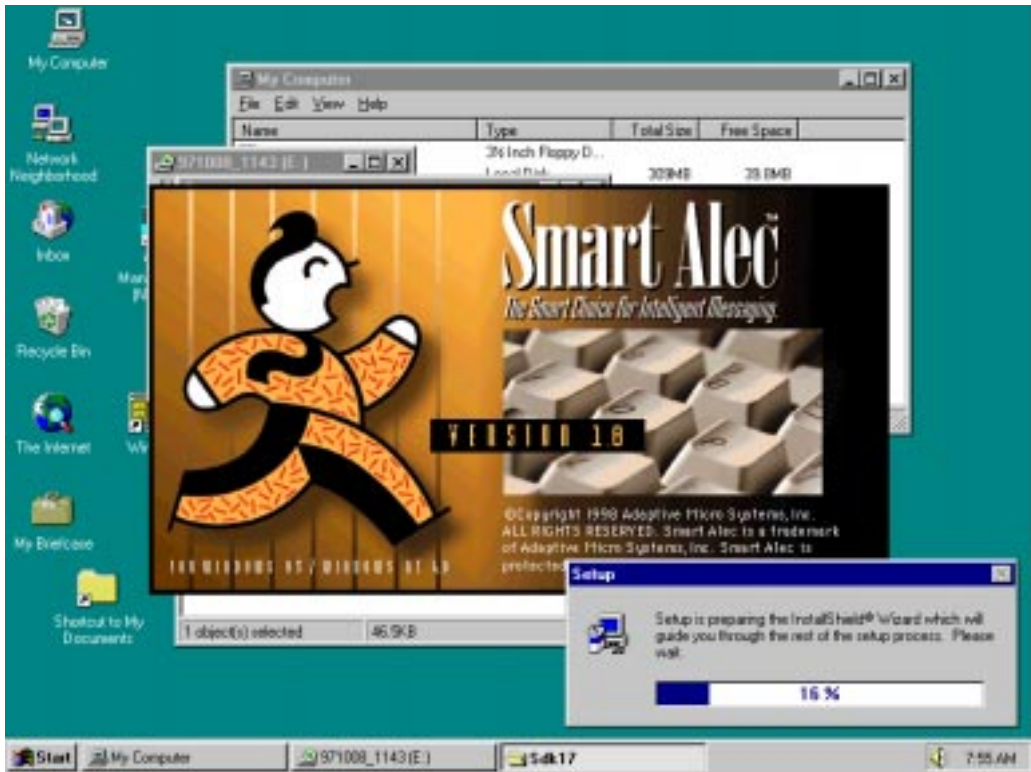 My Computer
Network
Neighborhood
Inbox
Recycle Bin
The Internet
My Briefcase
Shortcut to My
Documents
My Computer
File Edit View Help
Name Type Total Size Free Space
3½ Inch Floppy D...
Local Disk 309MB 39.8MB
971008_1143 (E:)
Smart Alec™
The Smart Choice for Intelligent Messaging.
VERSION 1.8
©Copyright 1998 Adaptive Micro Systems, Inc.
ALL RIGHTS RESERVED. Smart Alec is a trademark
of Adaptive Micro Systems, Inc. Smart Alec is
protected
FOR WINDOWS 95 / WINDOWS NT 4.0
1 object(s) selected 46.5KB
Setup
Setup is preparing the InstallShield® Wizard which will
guide you through the rest of the setup process. Please
wait.
16 %
Start My Computer 971008_1143 (E:) Sdk17 7:55 AM